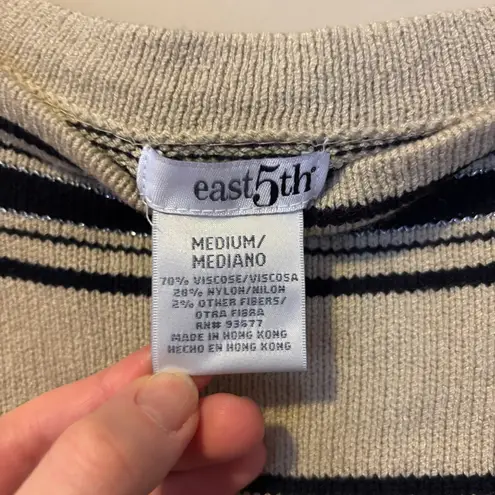 east5th
MEDIUM/
MEDIANO
70% VISCOSE/VISCOSA
28% NYLON/NILON
2% OTHER FIBERS/
OTRA FIBRA
RN# 93677
MADE IN HONG KONG
HECHO EN HONG KONG